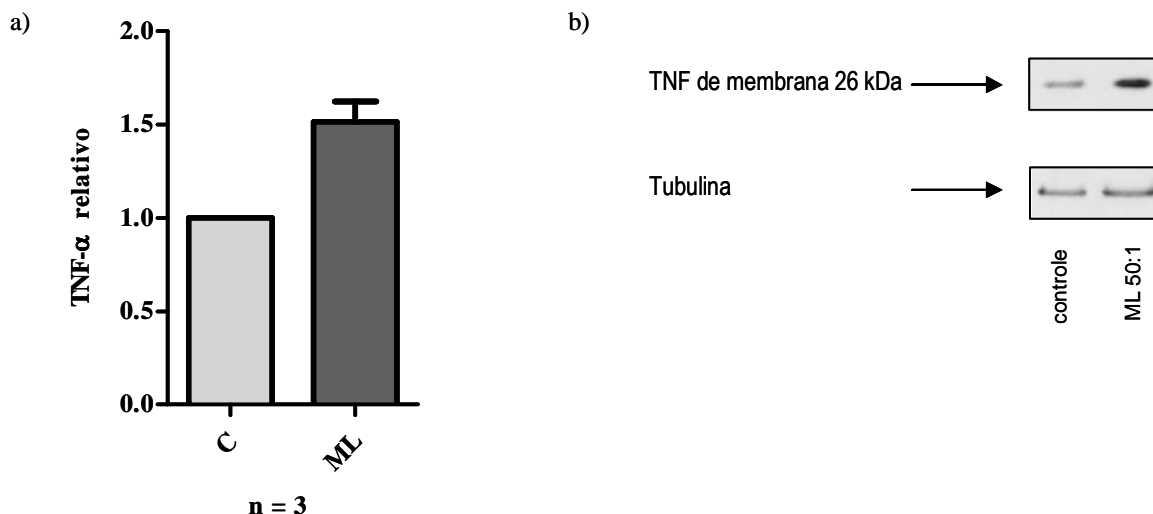 a)
2.0
1.5
1.0
0.5
0.0
TNF-α relativo
C
ML
n = 3
b)
TNF de membrana 26 kDa
Tubulina
controle
ML 50:1